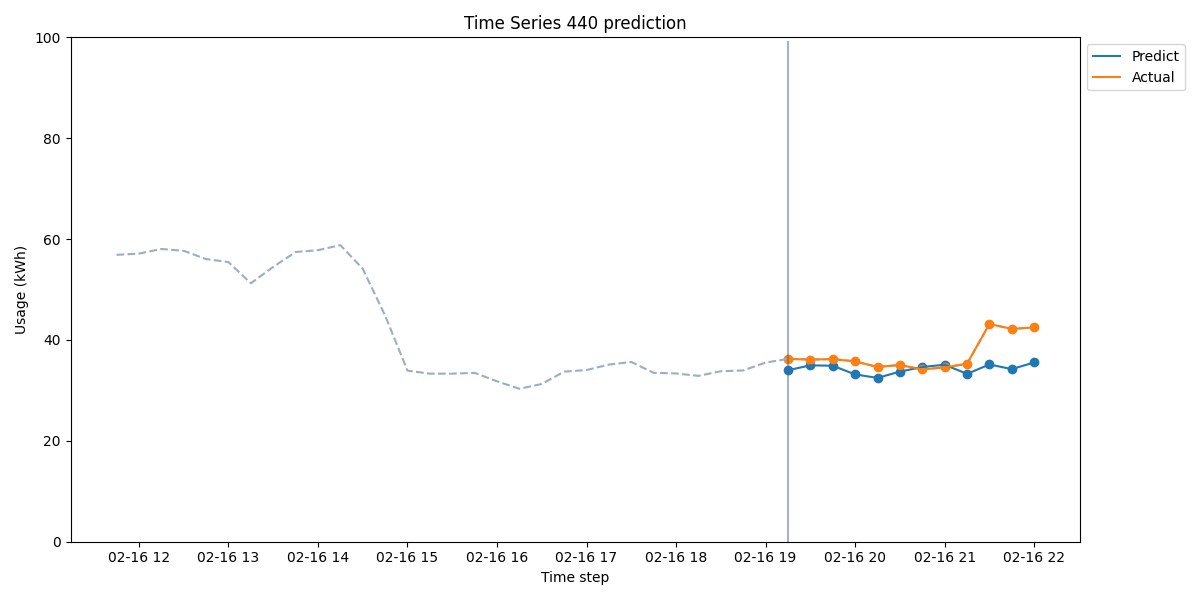 Time Series 440 prediction
Predict
Actual
100
80
60
40
20
0
Usage (kWh)
02-16 12 02-16 13 02-16 14 02-16 15 02-16 16 02-16 17 02-16 18 02-16 19 02-16 20 02-16 21 02-16 22
Time step